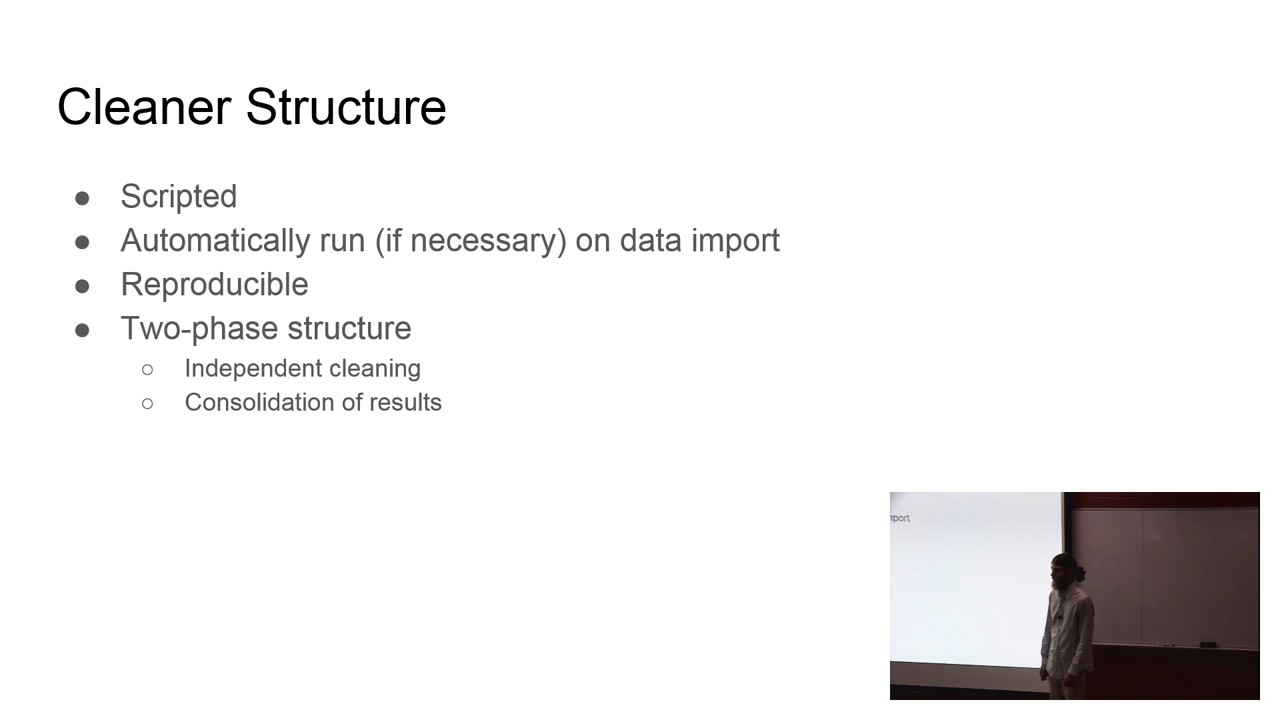 Cleaner Structure
● Scripted
● Automatically run (if necessary) on data import
● Reproducible
● Two-phase structure
○ Independent cleaning
○ Consolidation of results